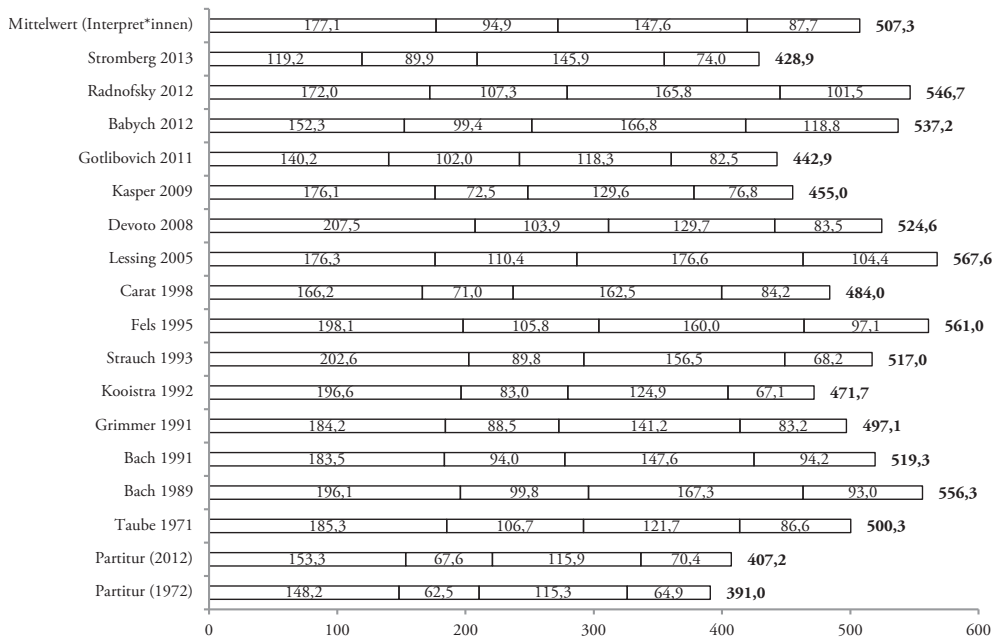 Mittelwert (Interpret*innen) 177,1 94,9 147,6 87,7 507,3
Stromberg 2013 119,2 89,9 145,9 74,0 428,9
Radnofsky 2012 172,0 107,3 165,8 101,5 546,7
Babych 2012 152,3 99,4 166,8 118,8 537,2
Gotlibovich 2011 140,2 102,0 118,3 82,5 442,9
Kasper 2009 176,1 72,5 129,6 76,8 455,0
Devoto 2008 207,5 103,9 129,7 83,5 524,6
Lessing 2005 176,3 110,4 176,6 104,4 567,6
Carat 1998 166,2 71,0 162,5 84,2 484,0
Fels 1995 198,1 105,8 160,0 97,1 561,0
Strauch 1993 202,6 89,8 156,5 68,2 517,0
Kooistra 1992 196,6 83,0 124,9 67,1 471,7
Grimmer 1991 184,2 88,5 141,2 83,2 497,1
Bach 1991 183,5 94,0 147,6 94,2 519,3
Bach 1989 196,1 99,8 167,3 93,0 556,3
Taube 1971 185,3 106,7 121,7 86,6 500,3
Partitur (2012) 153,3 67,6 115,9 70,4 407,2
Partitur (1972) 148,2 62,5 115,3 64,9 391,0
0 100 200 300 400 500 600